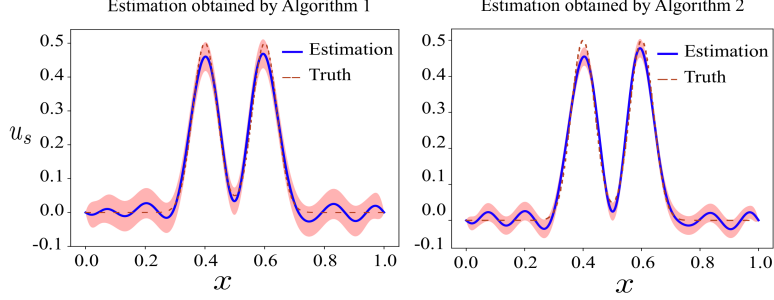 Estimation obtained by Algorithm 1
0.5
0.4
0.3
0.2
0.1
0.0
-0.1
u_s
Estimation
Truth
0.0 0.2 0.4 0.6 0.8 1.0
x
Estimation obtained by Algorithm 2
0.5
0.4
0.3
0.2
0.1
0.0
-0.1
Estimation
Truth
0.0 0.2 0.4 0.6 0.8 1.0
x